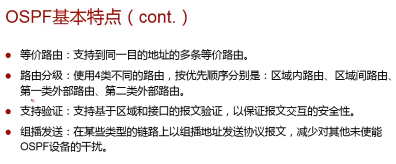 OSPF基本特点（cont.）
● 等价路由：支持到同一目的地址的多条等价路由。
● 路由分级：使用4类不同的路由，按优先顺序分别是：区域内路由、区域间路由、
第一类外部路由、第二类外部路由。
● 支持验证：支持基于区域和接口的报文验证，以保证报文交互的安全性。
● 组播发送：在某些类型的链路上以组播地址发送协议报文，减少对其他未使能
OSPF设备的干扰。